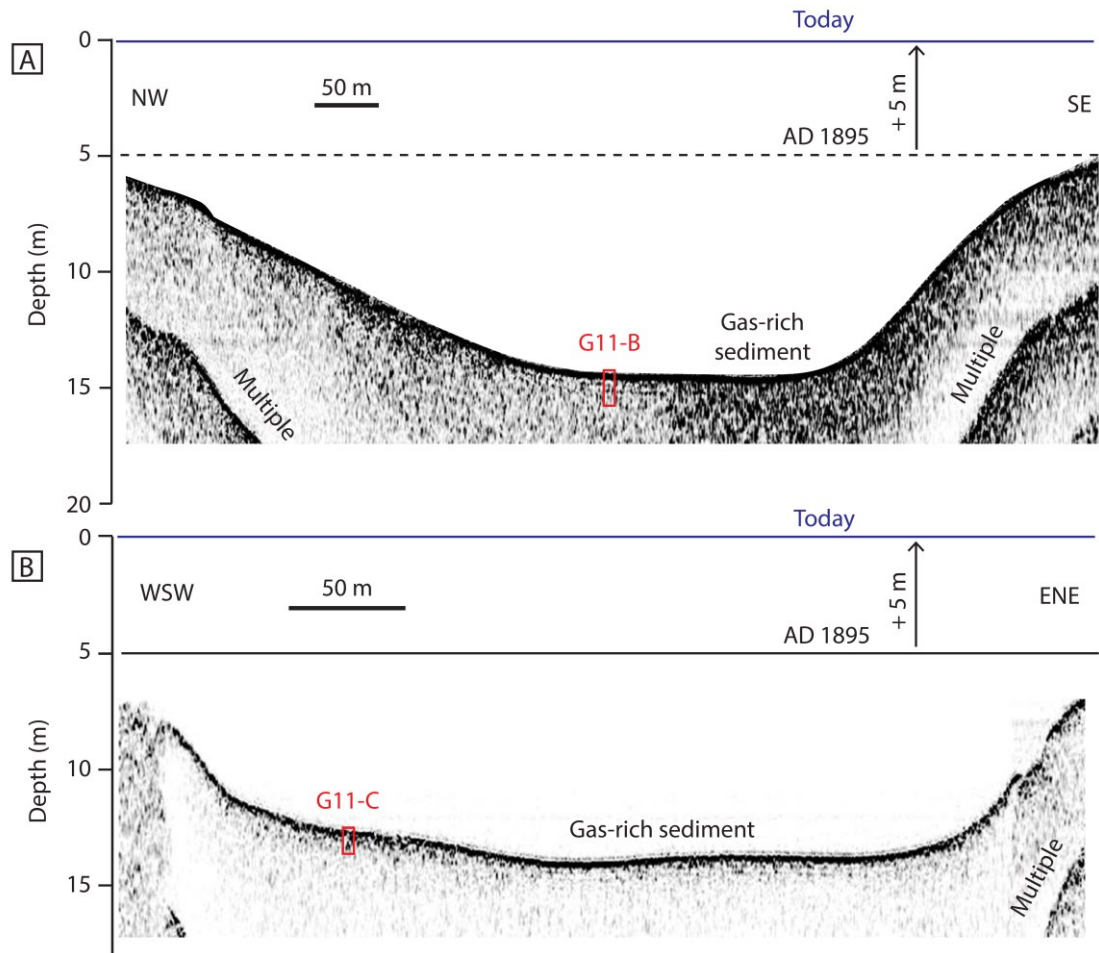 Today
0
A
50 m
NW
+ 5 m
SE
AD 1895
5
Depth (m)
10
G11-B
Gas-rich
sediment
15
Multiple
Multiple
20
Today
0
B
50 m
WSW
+ 5 m
ENE
AD 1895
5
Depth (m)
10
G11-C
Gas-rich sediment
15
Multiple